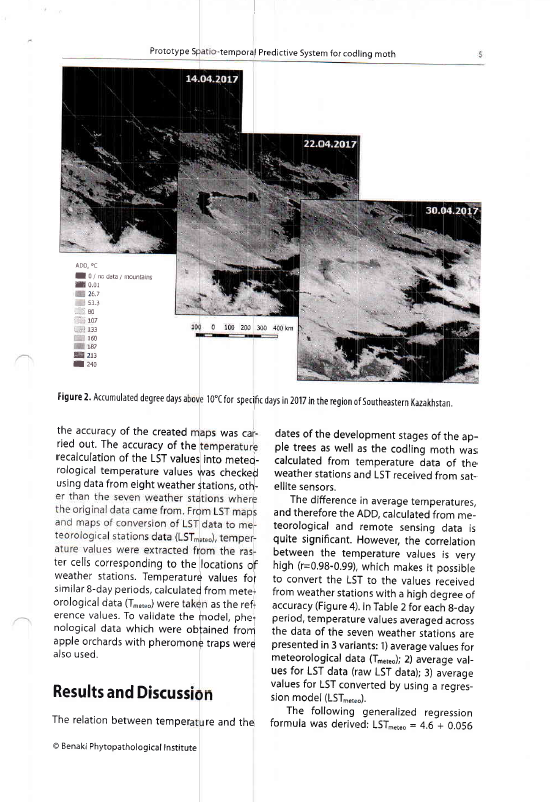 Prototype Spatio-temporal Predictive System for codling moth 5
14.04.2017
22.04.2017
30.04.2017
ADD, °C
0 / no data / mountains
0.01
26.7
53.3
80
107
133
160
187
213
240
200 0 100 200 300 400 km
Figure 2. Accumulated degree days above 10°C for specific days in 2017 in the region of Southeastern Kazakhstan.
the accuracy of the created maps was car-
ried out. The accuracy of the temperature
recalculation of the LST values into meteo-
rological temperature values was checked
using data from eight weather stations, oth-
er than the seven weather stations where
the original data came from. From LST maps
and maps of conversion of LST data to me-
teorological stations data (LSTmeteo), temper-
ature values were extracted from the ras-
ter cells corresponding to the locations of
weather stations. Temperature values for
similar 8-day periods, calculated from mete-
orological data (Tmeteo) were taken as the ref-
erence values. To validate the model, phe-
nological data which were obtained from
apple orchards with pheromone traps were
also used.
Results and Discussion
The relation between temperature and the
dates of the development stages of the ap-
ple trees as well as the codling moth was
calculated from temperature data of the
weather stations and LST received from sat-
ellite sensors.
The difference in average temperatures,
and therefore the ADD, calculated from me-
teorological and remote sensing data is
quite significant. However, the correlation
between the temperature values is very
high (r=0.98-0.99), which makes it possible
to convert the LST to the values received
from weather stations with a high degree of
accuracy (Figure 4). In Table 2 for each 8-day
period, temperature values averaged across
the data of the seven weather stations are
presented in 3 variants: 1) average values for
meteorological data (Tmeteo); 2) average val-
ues for LST data (raw LST data); 3) average
values for LST converted by using a regres-
sion model (LSTmeteo).
The following generalized regression
formula was derived: LSTmeteo = 4.6 + 0.056
© Benaki Phytopathological Institute